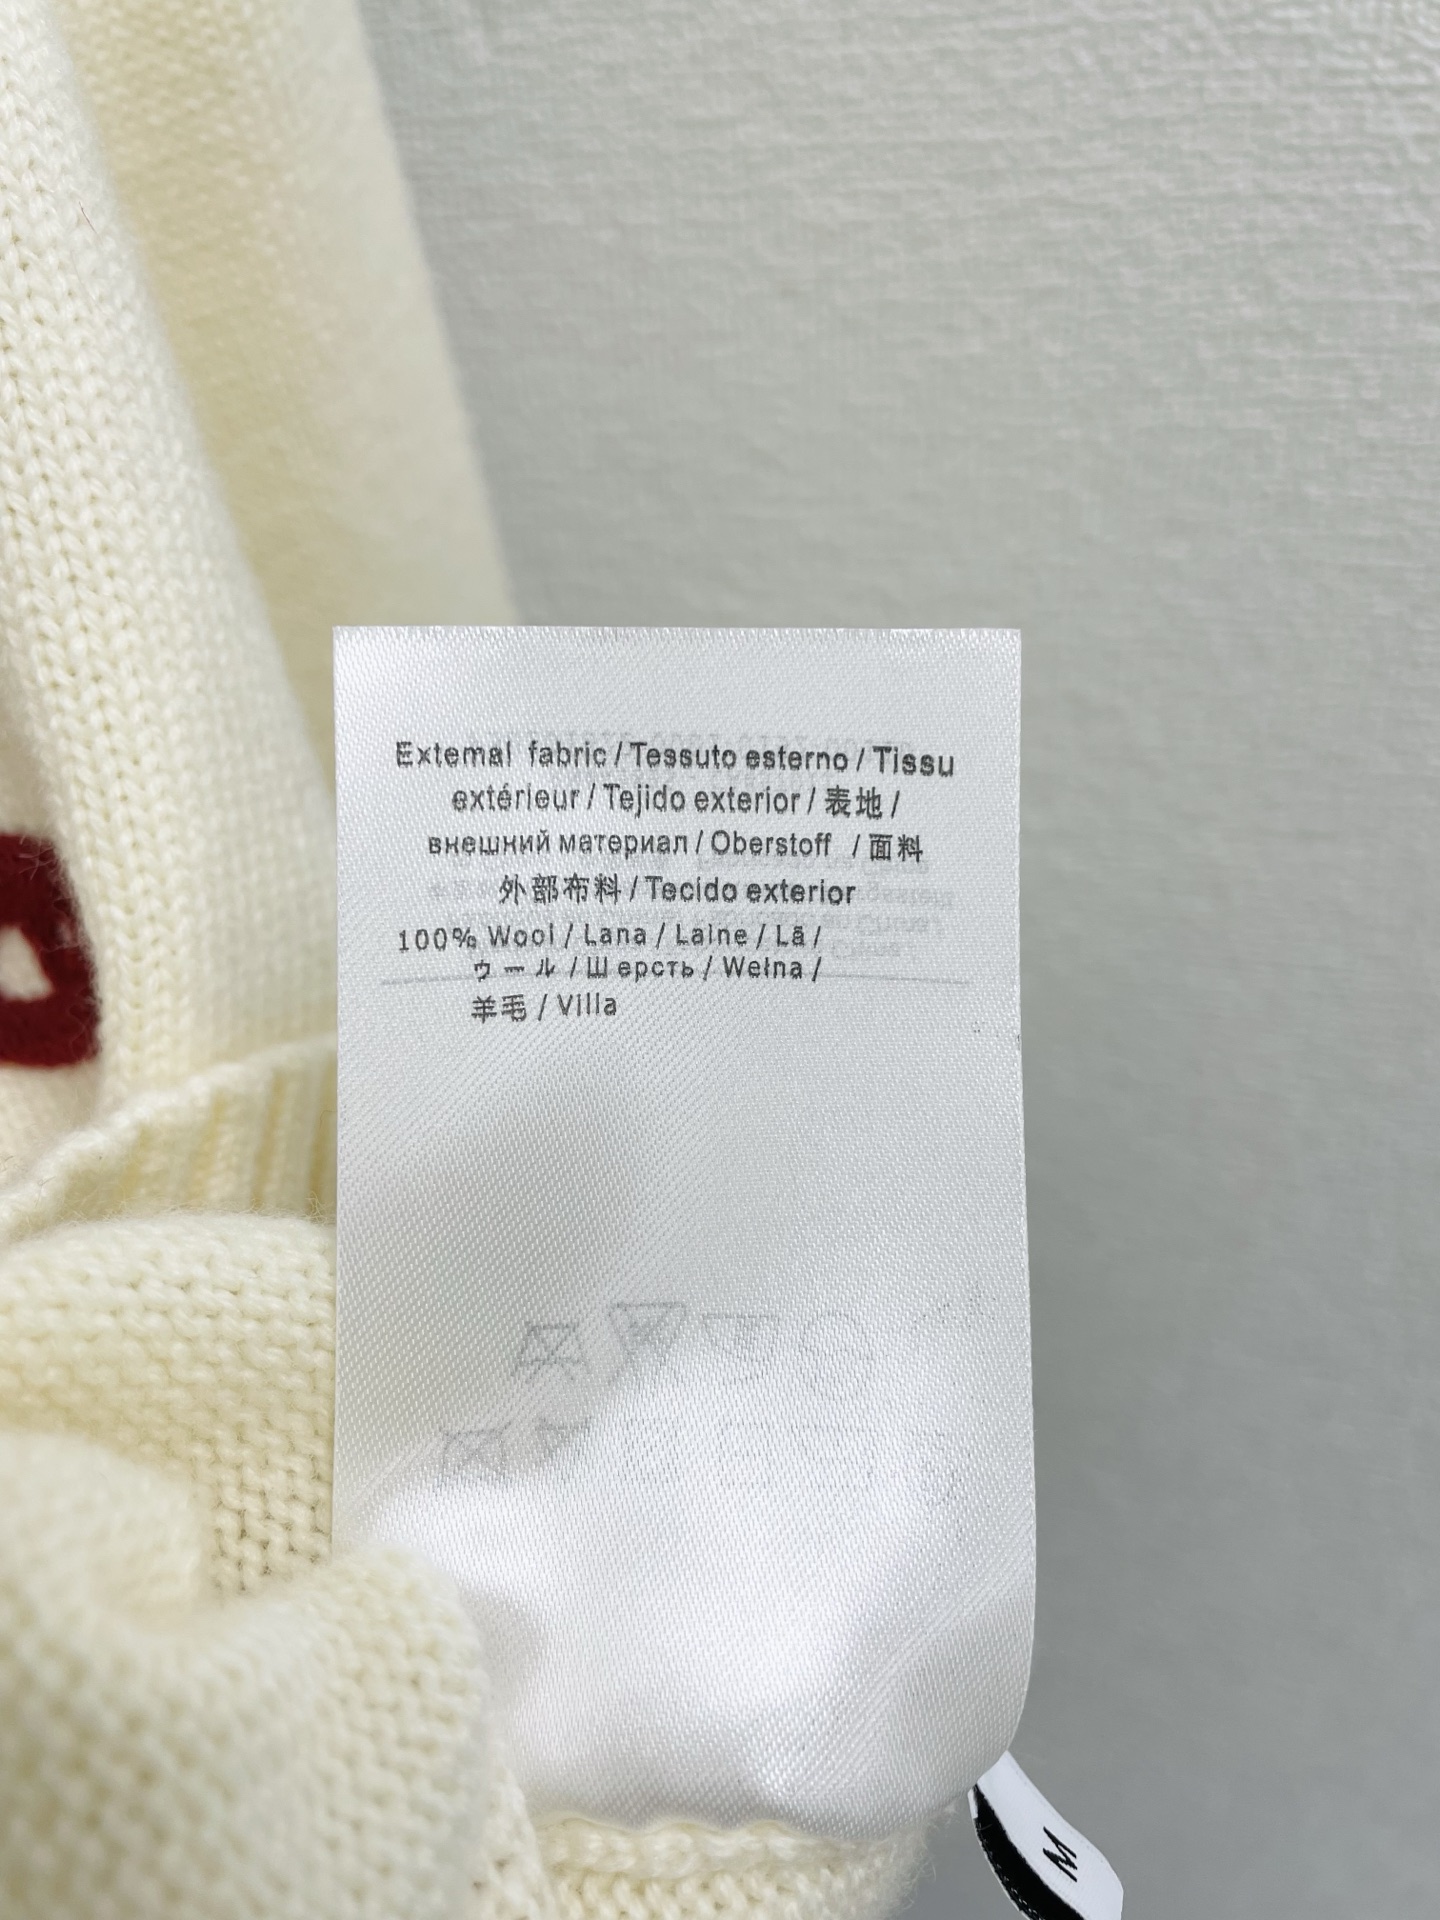 Extemal fabric / Tessuto esterno / Tissu
extérieur / Tejido exterior / 表地 /
внешний материал / Oberstoff / 面料
外部布料 / Tecido exterior
100% Wool / Lana / Laine / Lã /
ウール / Шерсть / Wełna /
羊毛 / Villa
M